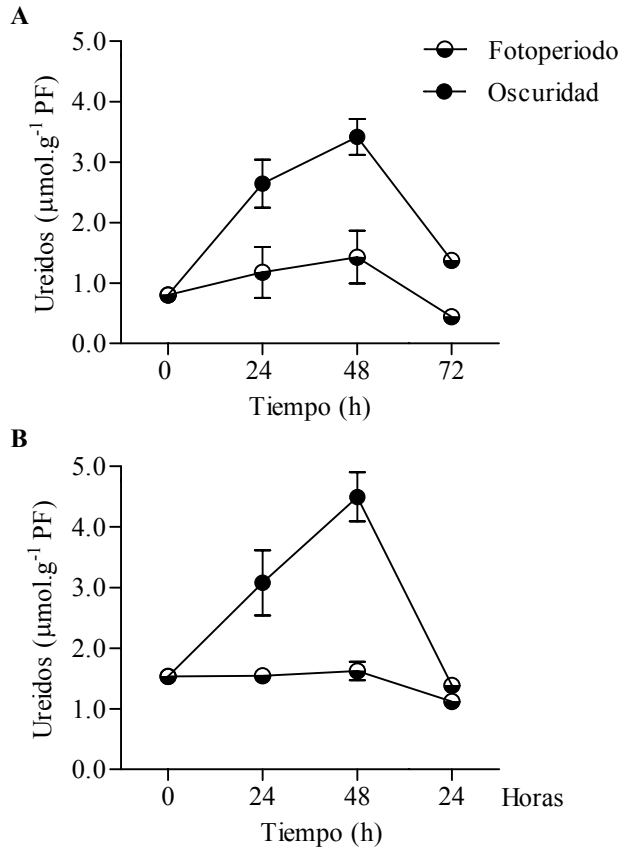 A
Fotoperiodo
Oscuridad
Ureidos (µmol.g⁻¹ PF)
5.0
4.0
3.0
2.0
1.0
0.0
0 24 48 72
Tiempo (h)
B
Ureidos (µmol.g⁻¹ PF)
5.0
4.0
3.0
2.0
1.0
0.0
0 24 48 24 Horas
Tiempo (h)